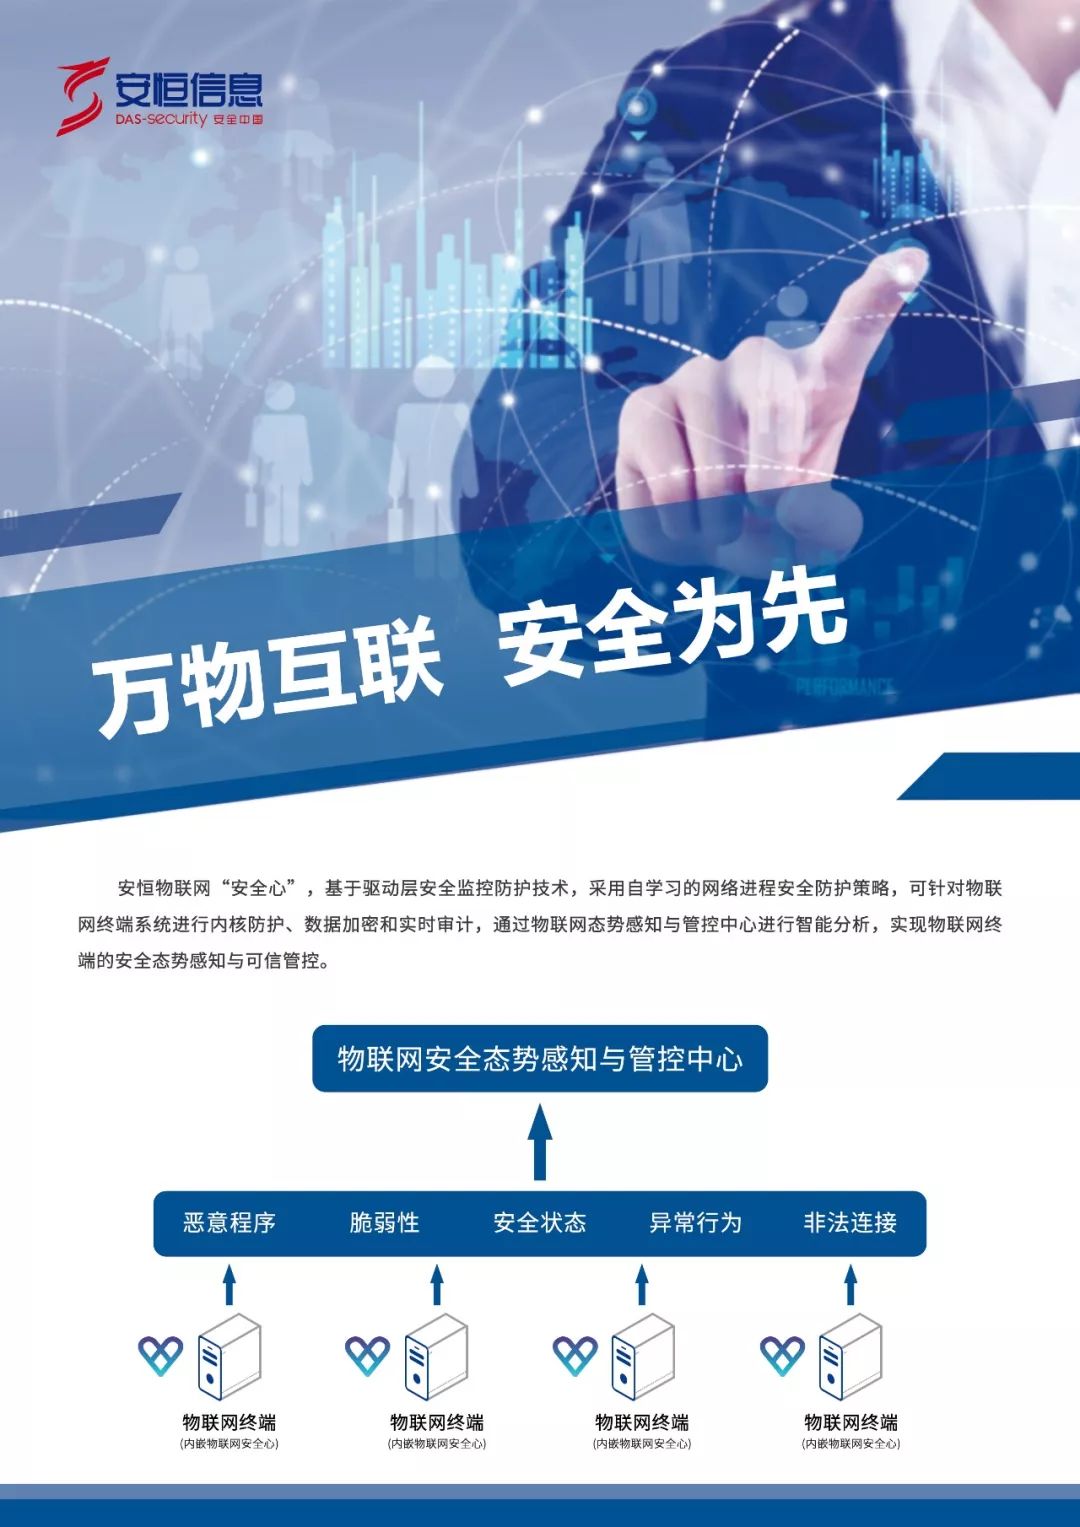 安恒信息
DAS-security 安全中国
01
万物互联 安全为先
PERFORMANCE
安恒物联网“安全心”，基于驱动层安全监控防护技术，采用自学习的网络进程安全防护策略，可针对物联
网终端系统进行内核防护、数据加密和实时审计，通过物联网态势感知与管控中心进行智能分析，实现物联网终
端的安全态势感知与可信管控。
物联网安全态势感知与管控中心
恶意程序 脆弱性 安全状态 异常行为 非法连接
物联网终端 物联网终端 物联网终端 物联网终端
(内嵌物联网安全心) (内嵌物联网安全心) (内嵌物联网安全心) (内嵌物联网安全心)